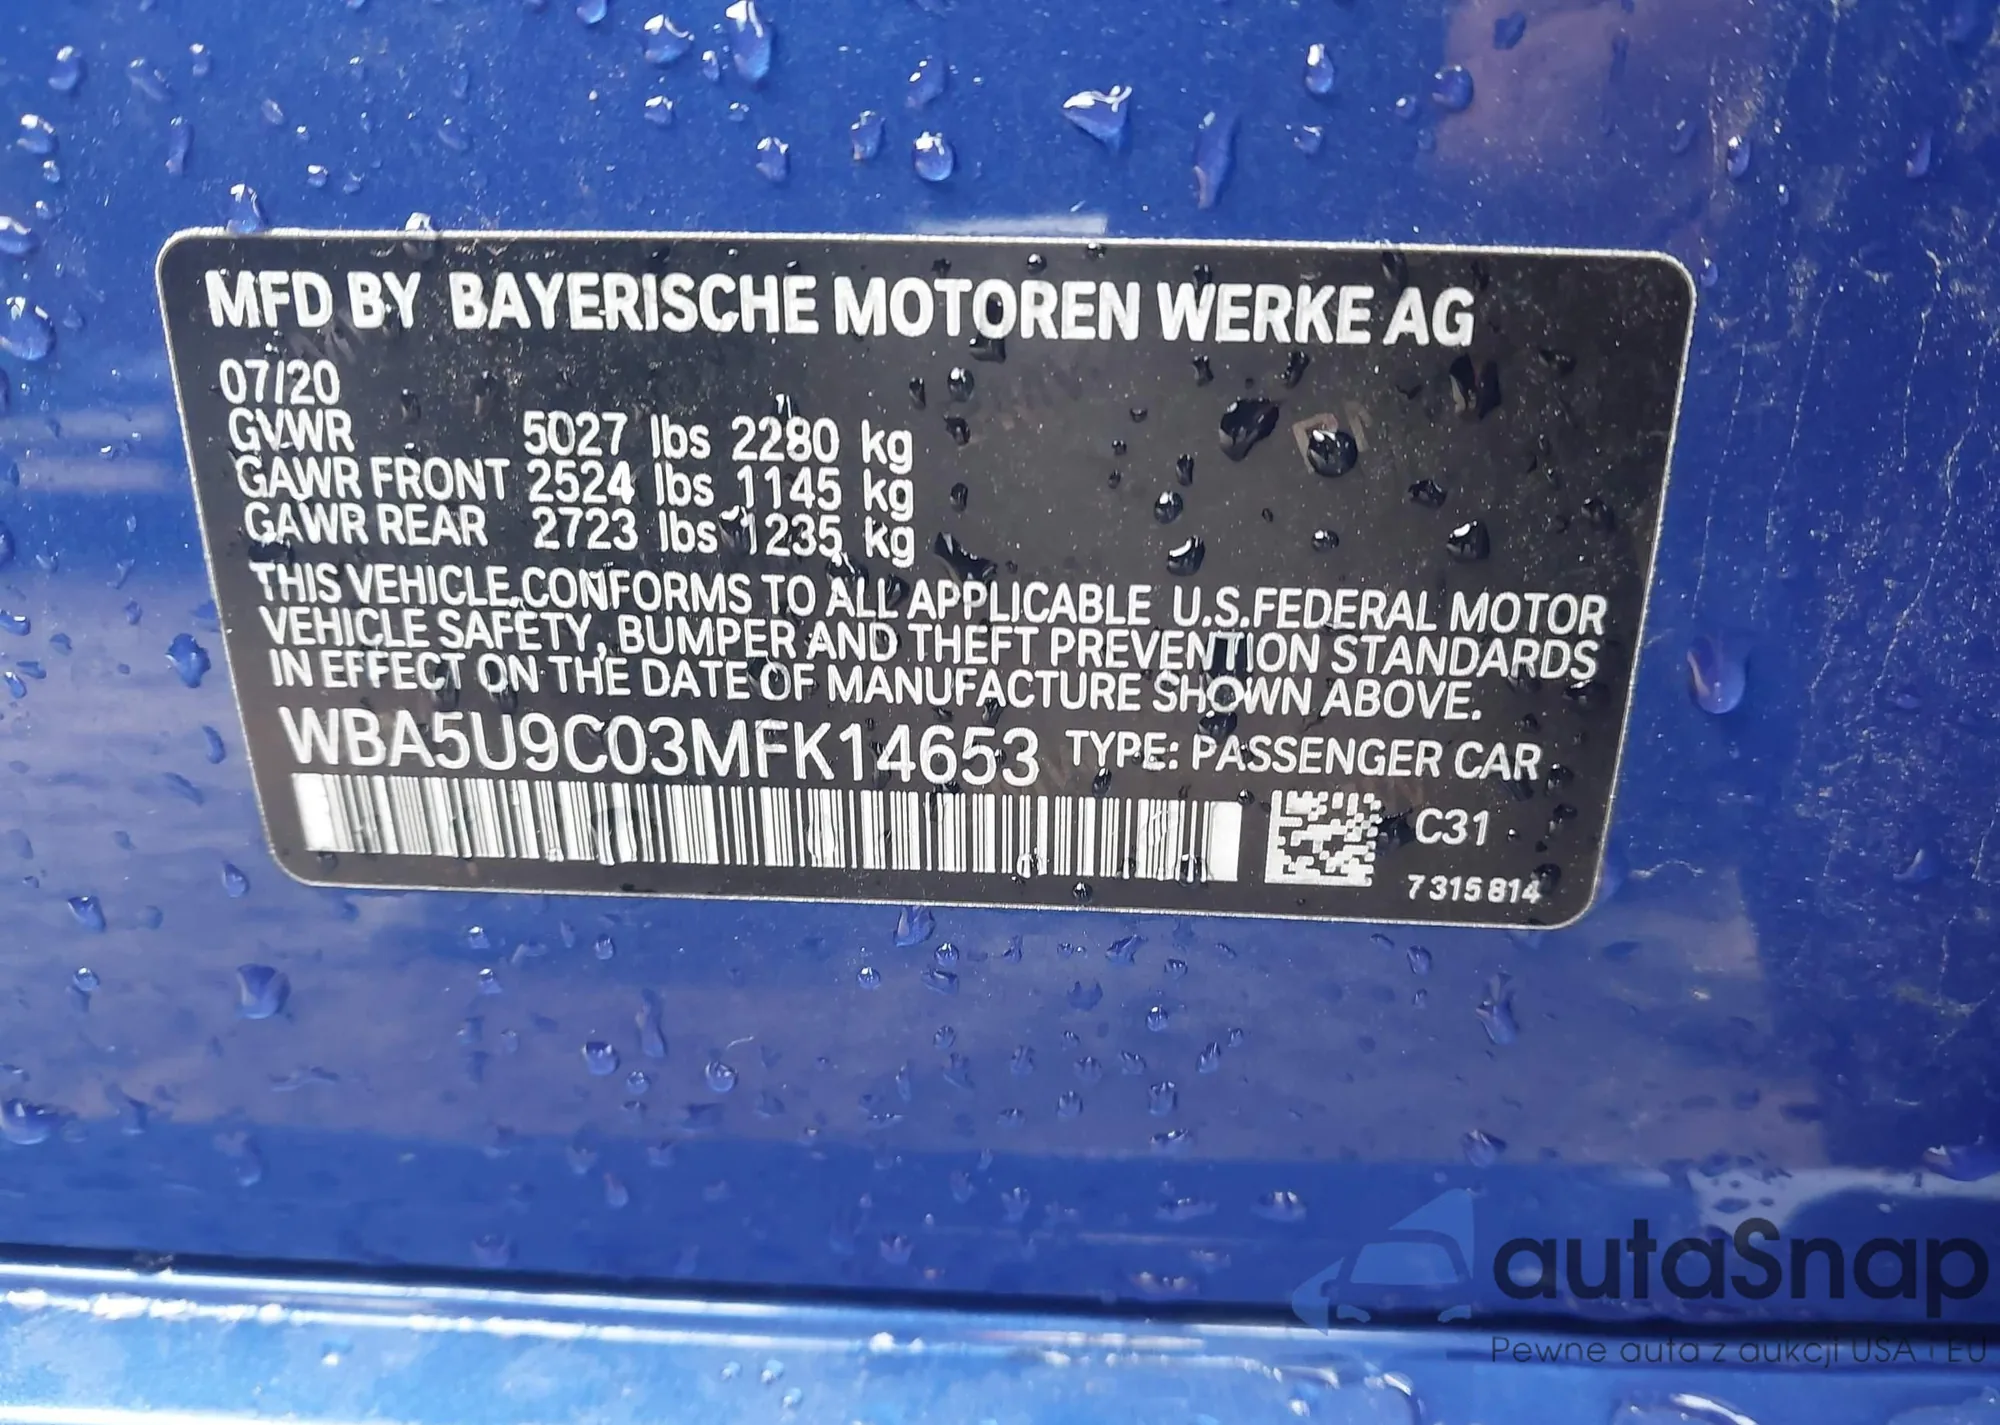 MFD BY BAYERISCHE MOTOREN WERKE AG
07/20
GVWR 5027 lbs 2280 kg
GAWR FRONT 2524 lbs 1145 kg
GAWR REAR 2723 lbs 1235 kg
THIS VEHICLE CONFORMS TO ALL APPLICABLE U.S.FEDERAL MOTOR
VEHICLE SAFETY, BUMPER AND THEFT PREVENTION STANDARDS
IN EFFECT ON THE DATE OF MANUFACTURE SHOWN ABOVE.
WBA5U9C03MFK14653 TYPE: PASSENGER CAR
C31
7 315 814
autaSnap
Pewne auta z aukcji USA i EU